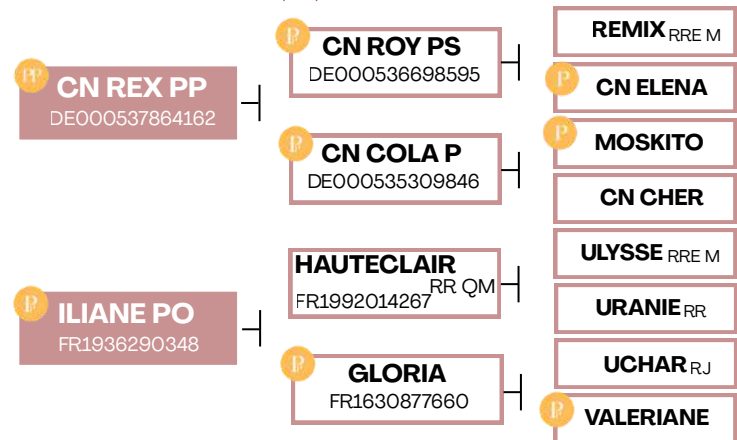 PP
CN REX PP
DE000537864162
P
CN ROY PS
DE000536698595
REMIX RRE M
P
CN ELENA
P
CN COLA P
DE000535309846
P
MOSKITO
CN CHER
P
ILIANE PO
FR1936290348
HAUTECLAIR
RR QM
FR1992014267
ULYSSE RRE M
URANIE RR
P
GLORIA
FR1630877660
UCHAR RJ
P
VALERIANE